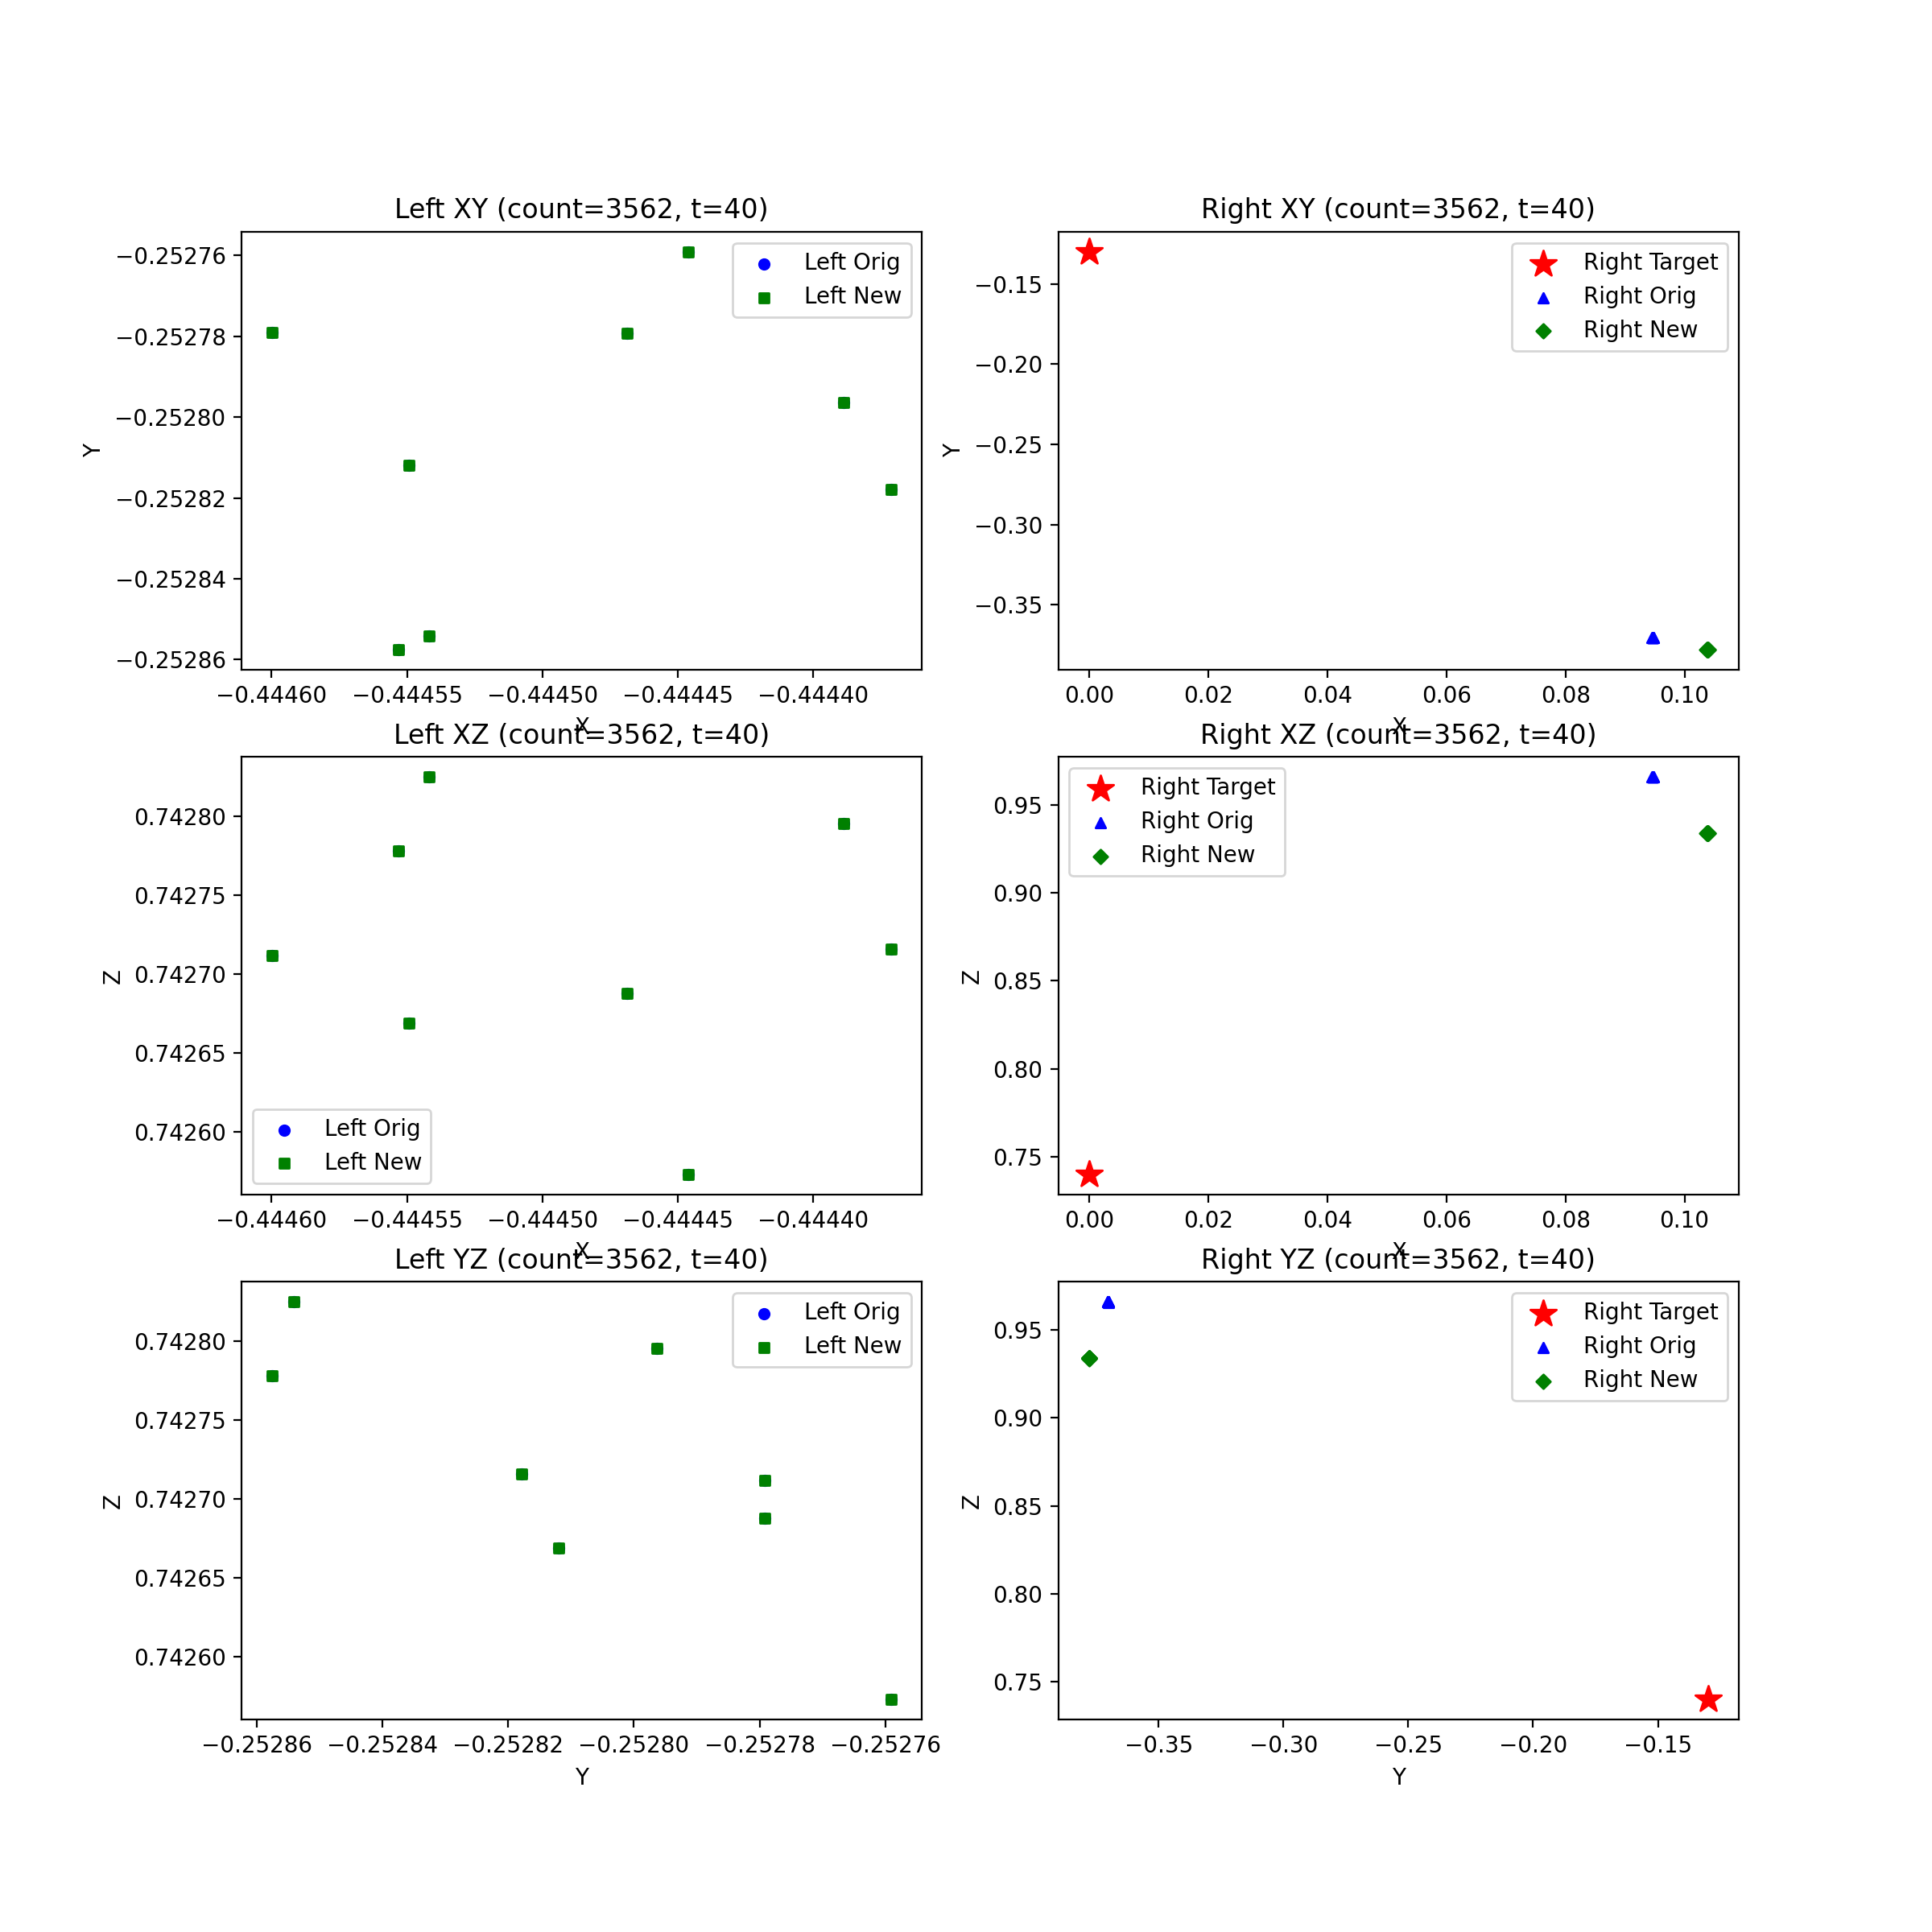 Left XY (count=3562, t=40)
−0.25276
−0.25278
−0.25280
−0.25282
−0.25284
−0.25286
Y
Left Orig
Left New
−0.44460 −0.44455 −0.44450 −0.44445 −0.44440
X
Right XY (count=3562, t=40)
−0.15
−0.20
−0.25
−0.30
−0.35
Y
Right Target
Right Orig
Right New
0.00 0.02 0.04 0.06 0.08 0.10
X
Left XZ (count=3562, t=40)
0.74280
0.74275
0.74270
0.74265
0.74260
Z
Left Orig
Left New
−0.44460 −0.44455 −0.44450 −0.44445 −0.44440
X
Right XZ (count=3562, t=40)
0.95
0.90
0.85
0.80
0.75
Z
Right Target
Right Orig
Right New
0.00 0.02 0.04 0.06 0.08 0.10
X
Left YZ (count=3562, t=40)
0.74280
0.74275
0.74270
0.74265
0.74260
Z
Left Orig
Left New
−0.25286 −0.25284 −0.25282 −0.25280 −0.25278 −0.25276
Y
Right YZ (count=3562, t=40)
0.95
0.90
0.85
0.80
0.75
Z
Right Target
Right Orig
Right New
−0.35 −0.30 −0.25 −0.20 −0.15
Y